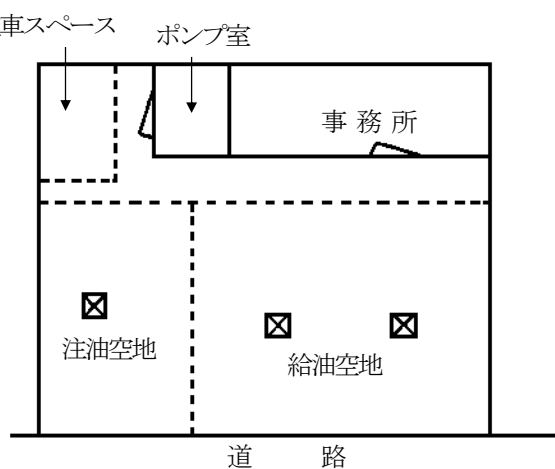 車スペース
ポンプ室
事務所
注油空地
給油空地
道 路